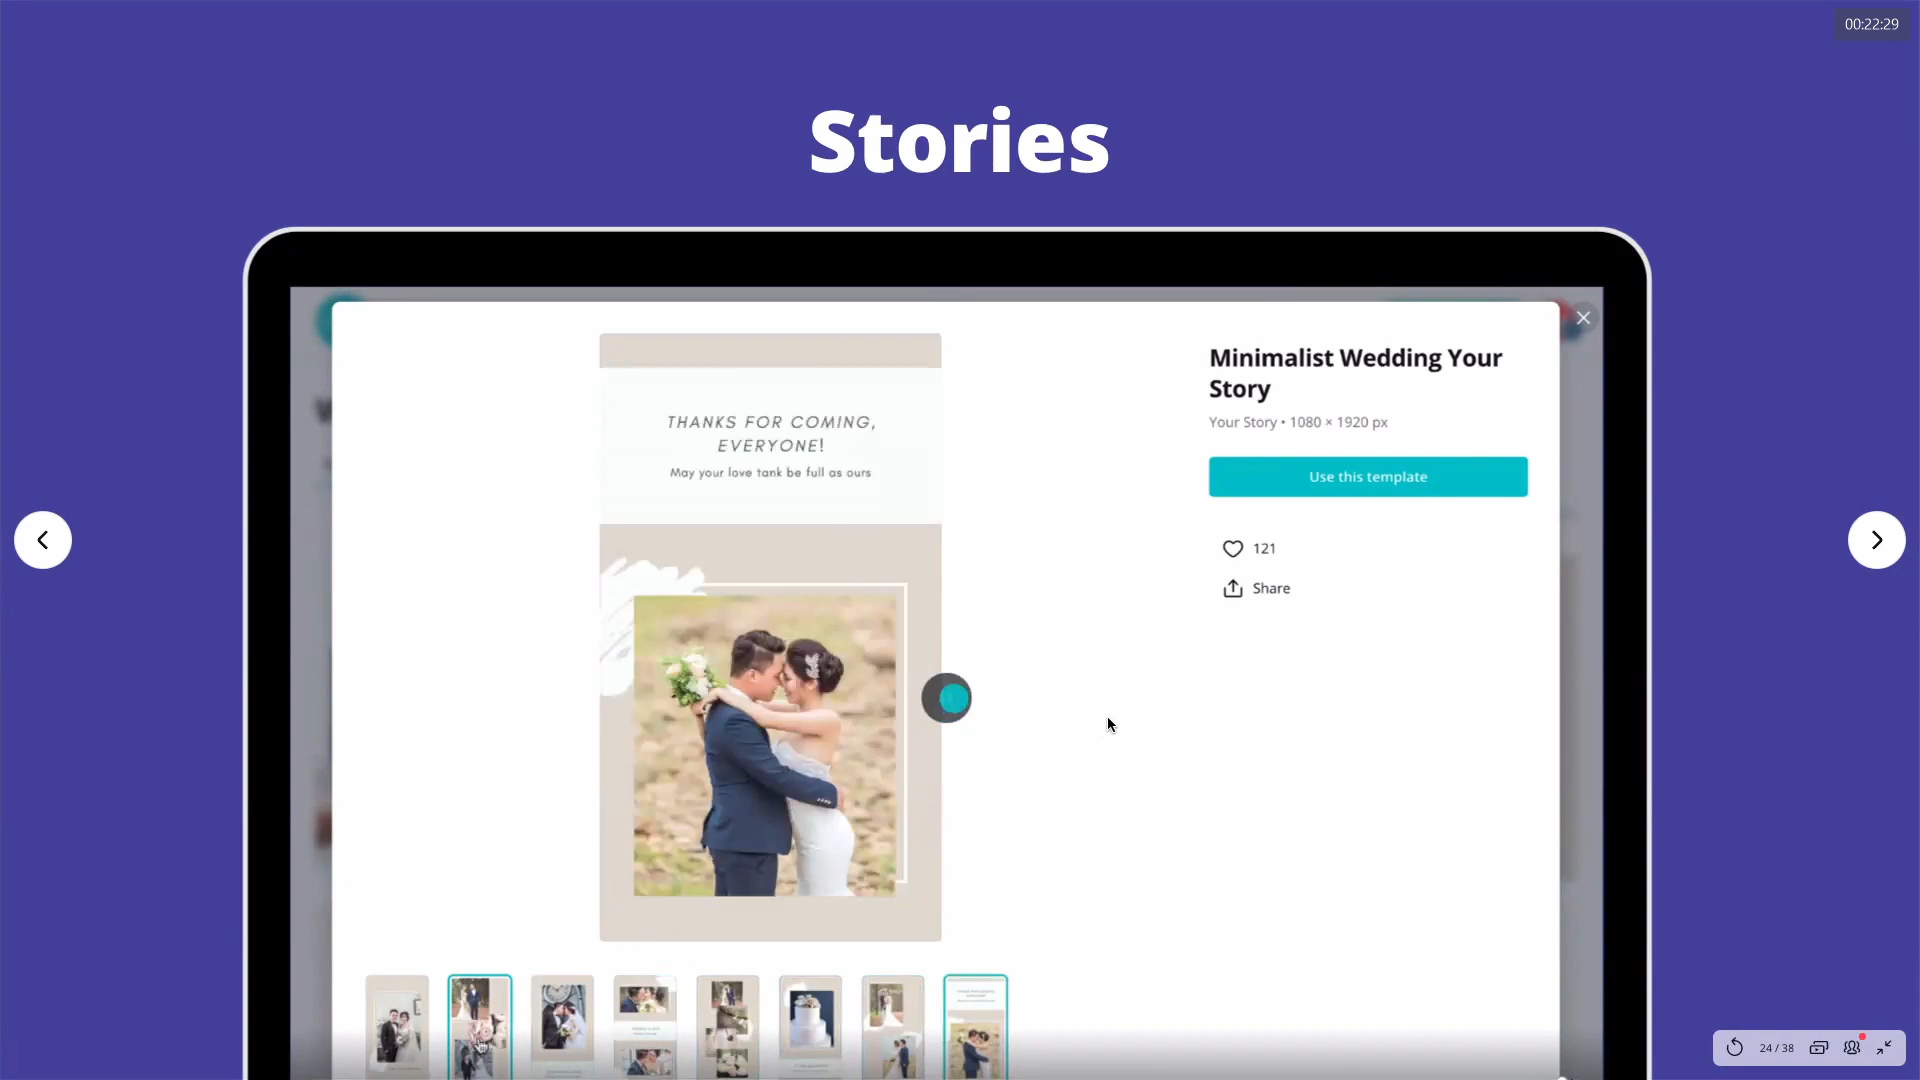 00:22:29
Stories
Minimalist Wedding Your
Story
Your Story • 1080 × 1920 px
Use this template
121
Share
THANKS FOR COMING,
EVERYONE!
May your love tank be full as ours
24 / 38